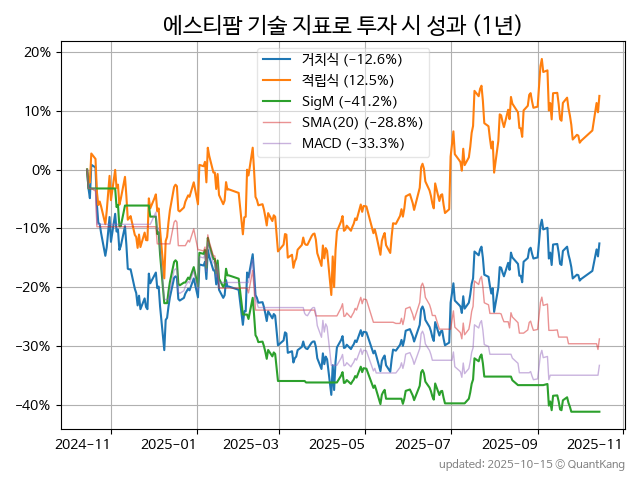 에스티팜 기술 지표로 투자 시 성과 (1년)
거치식 (−12.6%)
적립식 (12.5%)
SigM (−41.2%)
SMA(20) (−28.8%)
MACD (−33.3%)
20%
10%
0%
−10%
−20%
−30%
−40%
2024-11
2025-01
2025-03
2025-05
2025-07
2025-09
2025-11
updated: 2025-10-15 © QuantKang